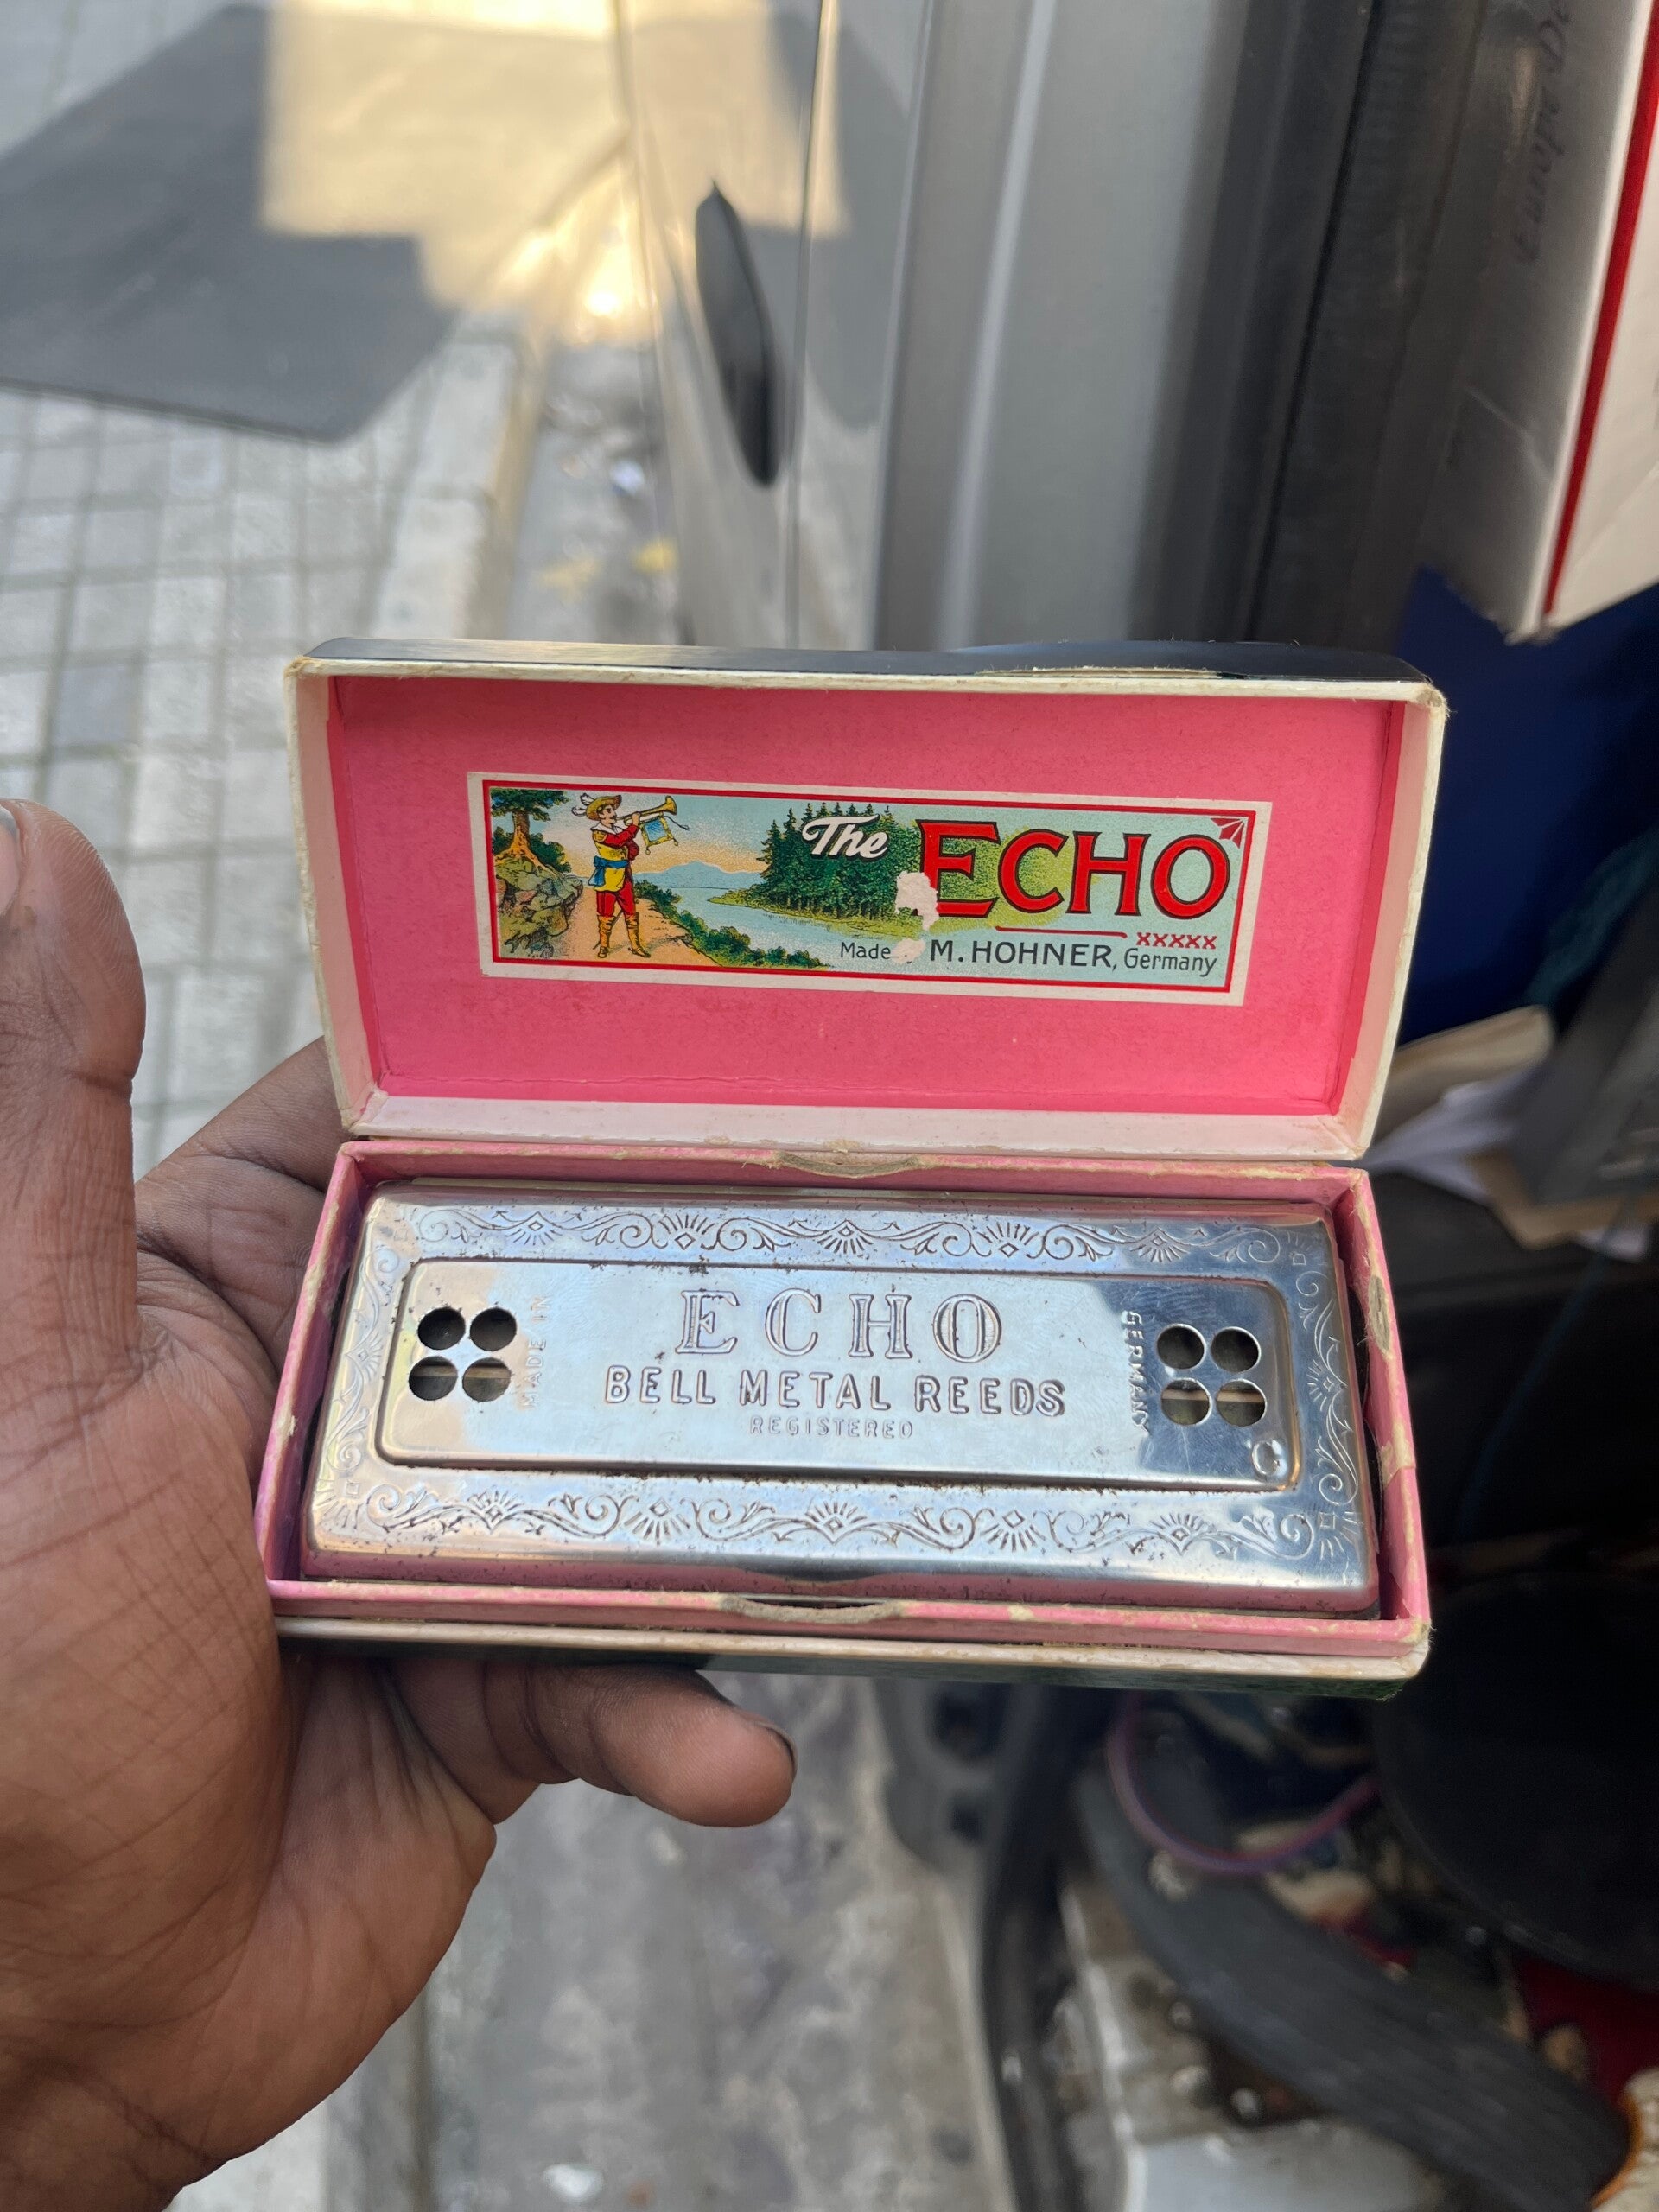 The ECHO
xxxxx
Made M. HOHNER, Germany
ECHO
MADE IN
GERMANY
BELL METAL REEDS
REGISTERED
C